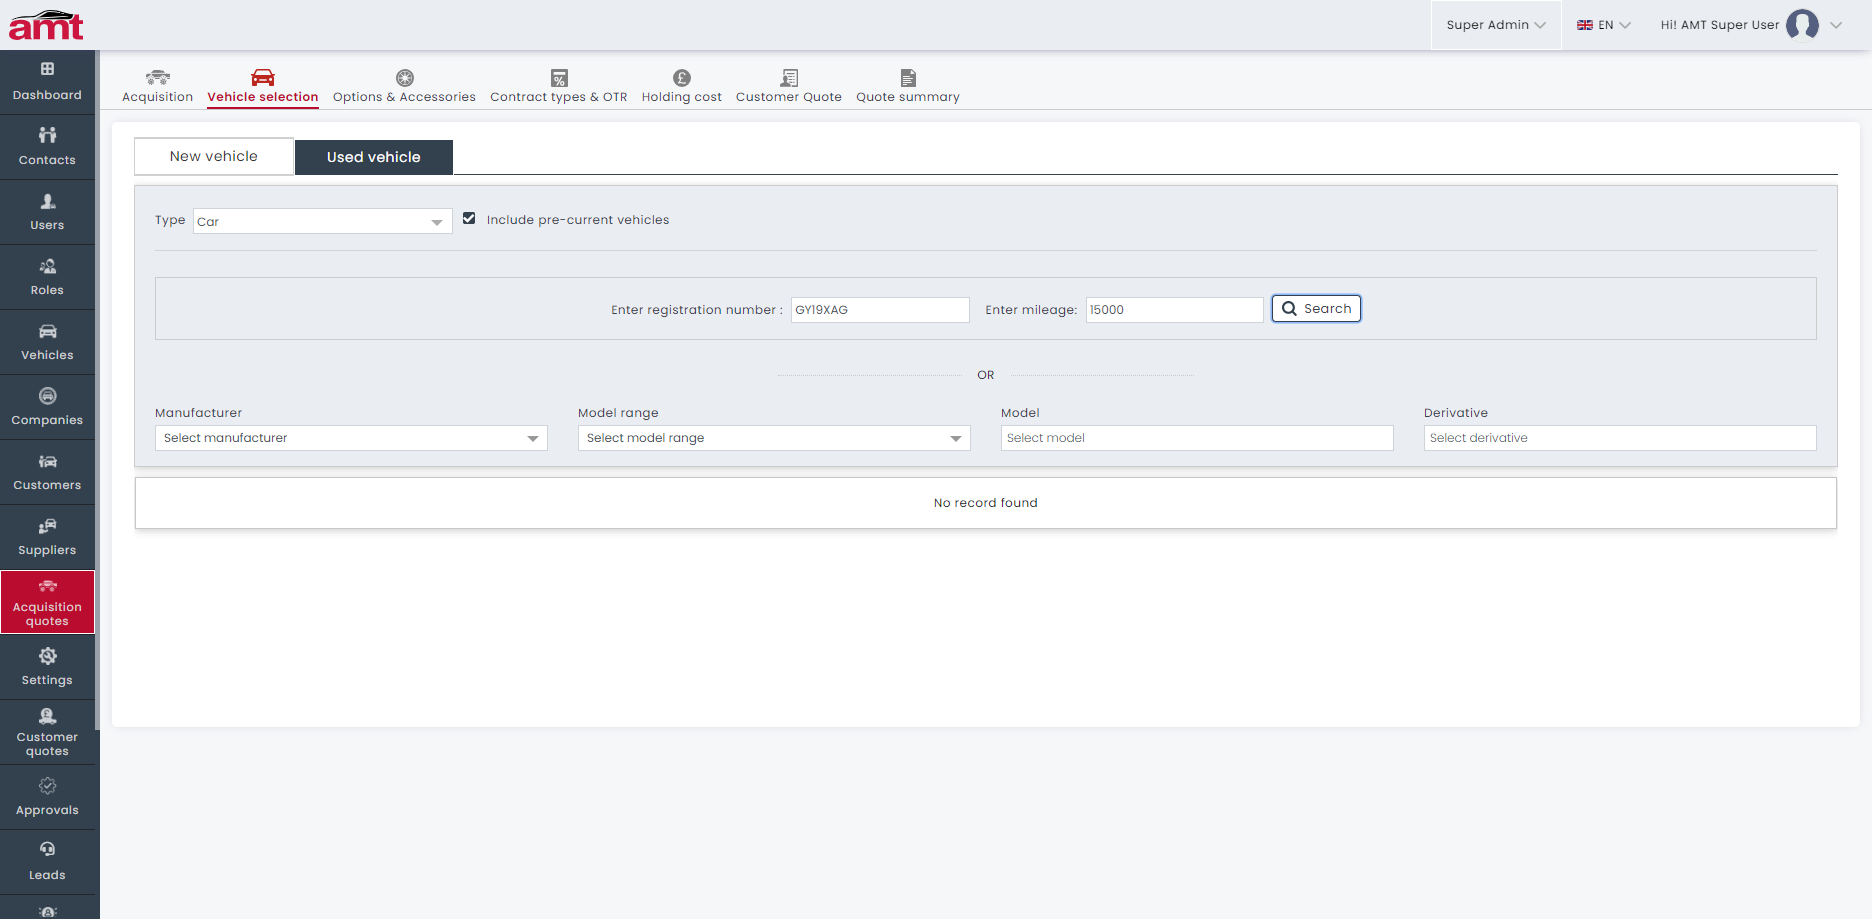 amt
Super Admin
EN
Hi! AMT Super User
Dashboard
Contacts
Users
Roles
Vehicles
Companies
Customers
Suppliers
Acquisition
quotes
Settings
Customer
quotes
Approvals
Leads
Acquisition
Vehicle selection
Options & Accessories
Contract types & OTR
Holding cost
Customer Quote
Quote summary
New vehicle
Used vehicle
Type
Car
Include pre-current vehicles
Enter registration number :
GY19XAG
Enter mileage:
15000
Search
OR
Manufacturer
Select manufacturer
Model range
Select model range
Model
Select model
Derivative
Select derivative
No record found